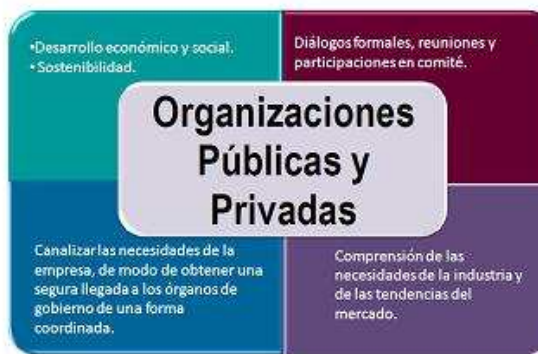 •Desarrollo económico y social.
• Sostenibilidad.
Diálogos formales, reuniones y
participaciones en comité.
Organizaciones
Públicas y
Privadas
Canalizar las necesidades de la
empresa, de modo de obtener una
segura llegada a los órganos de
gobierno de una forma
coordinada.
Comprensión de las
necesidades de la industria y
de las tendencias del
mercado.